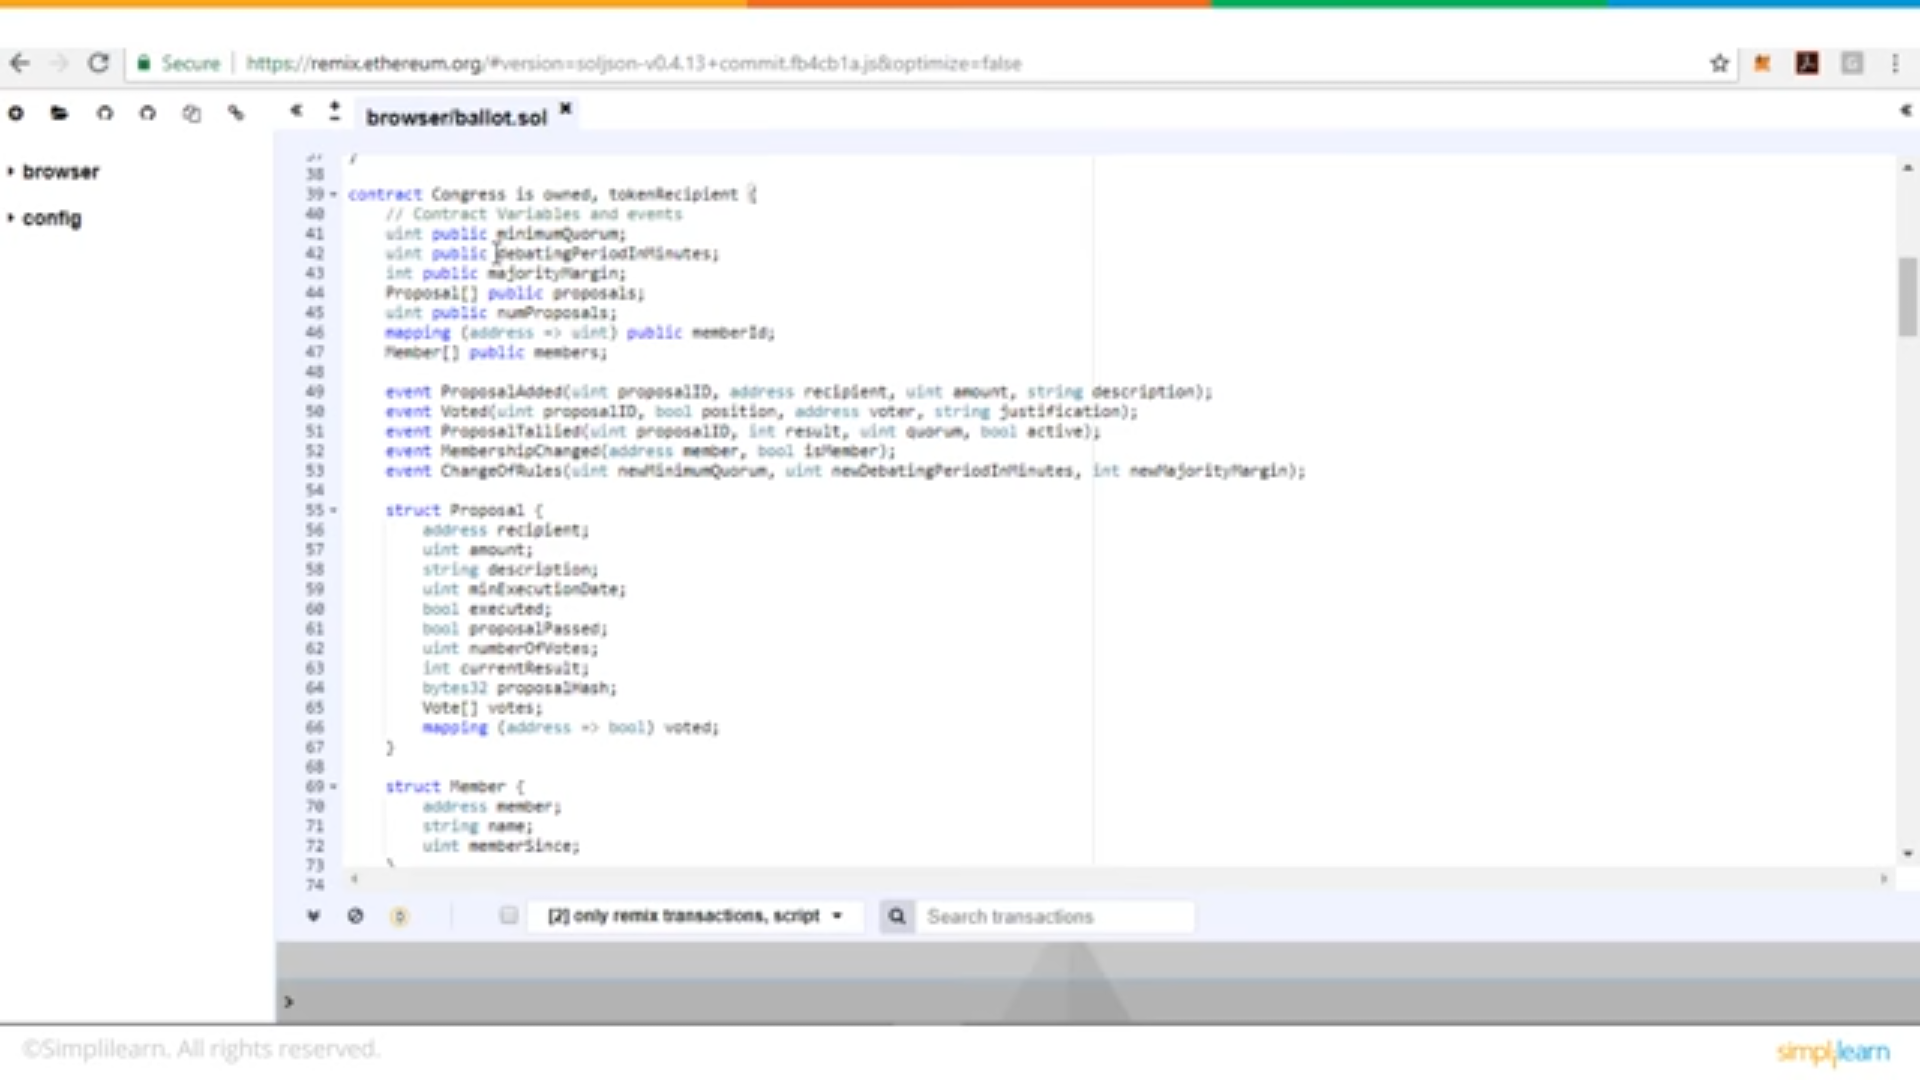 Secure https://remix.ethereum.org/#version=soljson-v0.4.13+commit.fb4cb1a.js&optimize=false
browser/ballot.sol
browser
config
37 }
38
39 contract Congress is owned, tokenRecipient {
40 // Contract Variables and events
41 uint public minimumQuorum;
42 uint public debatingPeriodInMinutes;
43 int public majorityMargin;
44 Proposal[] public proposals;
45 uint public numProposals;
46 mapping (address => uint) public memberId;
47 Member[] public members;
48
49 event ProposalAdded(uint proposalID, address recipient, uint amount, string description);
50 event Voted(uint proposalID, bool position, address voter, string justification);
51 event ProposalTallied(uint proposalID, int result, uint quorum, bool active);
52 event MembershipChanged(address member, bool isMember);
53 event ChangeOfRules(uint newMinimumQuorum, uint newDebatingPeriodInMinutes, int newMajorityMargin);
54
55 struct Proposal {
56 address recipient;
57 uint amount;
58 string description;
59 uint minExecutionDate;
60 bool executed;
61 bool proposalPassed;
62 uint numberOfVotes;
63 int currentResult;
64 bytes32 proposalHash;
65 Vote[] votes;
66 mapping (address => bool) voted;
67 }
68
69 struct Member {
70 address member;
71 string name;
72 uint memberSince;
73
74
[2] only remix transactions, script
Search transactions
>
©Simplilearn. All rights reserved.
simplilearn